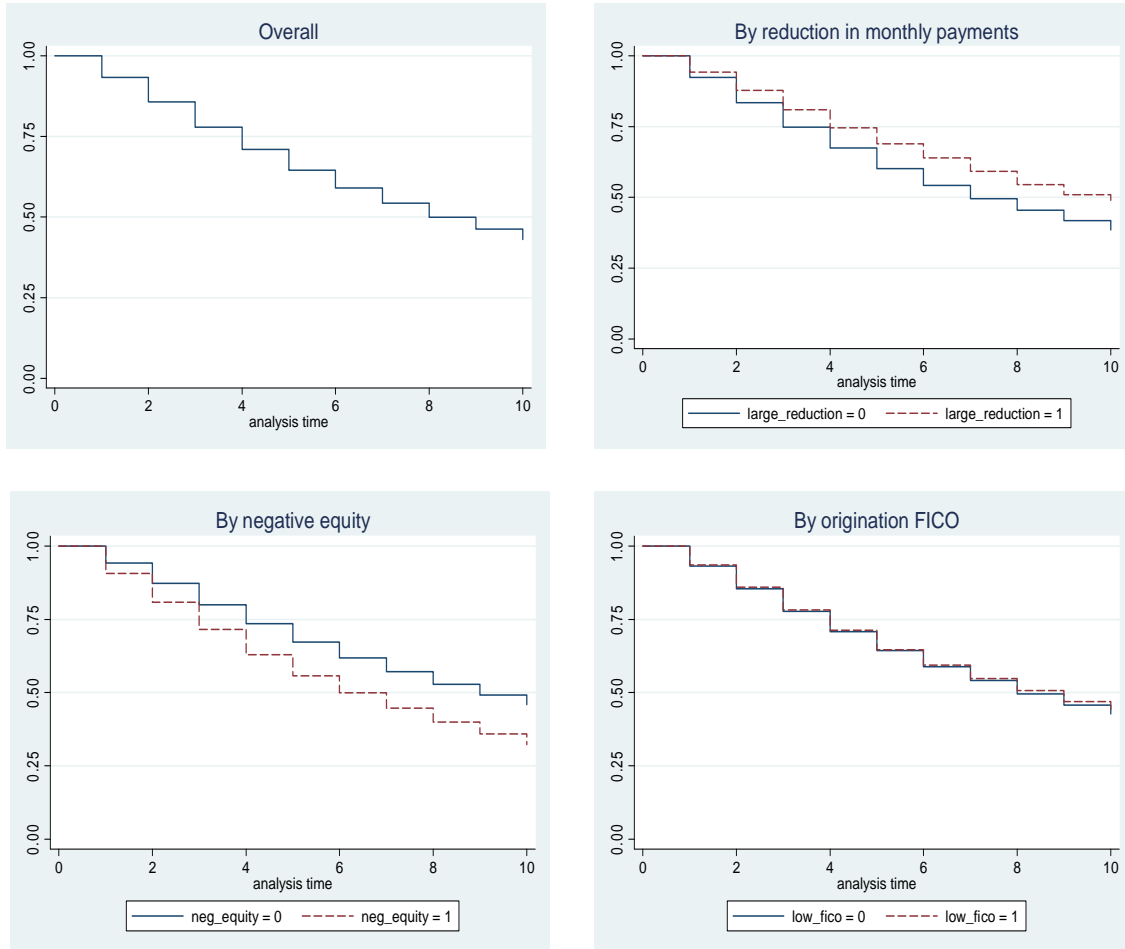 Overall
1.00
0.75
0.50
0.25
0.00
0 2 4 6 8 10
analysis time
By reduction in monthly payments
1.00
0.75
0.50
0.25
0.00
0 2 4 6 8 10
analysis time
large_reduction = 0 large_reduction = 1
By negative equity
1.00
0.75
0.50
0.25
0.00
0 2 4 6 8 10
analysis time
neg_equity = 0 neg_equity = 1
By origination FICO
1.00
0.75
0.50
0.25
0.00
0 2 4 6 8 10
analysis time
low_fico = 0 low_fico = 1